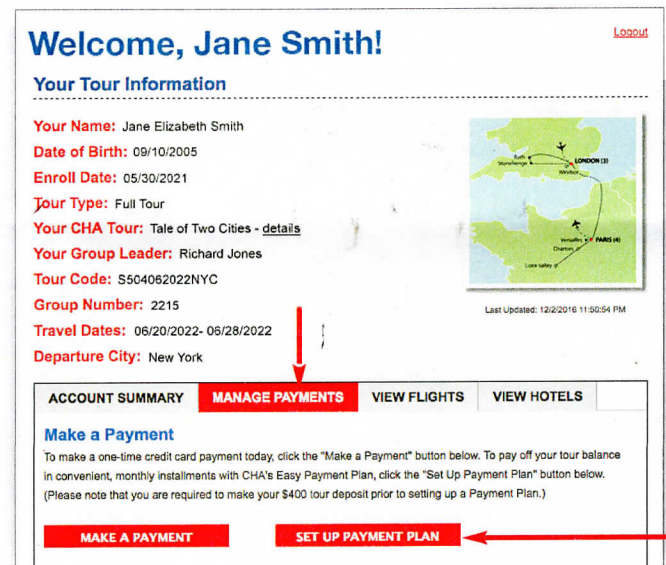 Welcome, Jane Smith!
Logout
Your Tour Information
Your Name: Jane Elizabeth Smith
Date of Birth: 09/10/2005
Enroll Date: 05/30/2021
Tour Type: Full Tour
Your CHA Tour: Tale of Two Cities - details
Your Group Leader: Richard Jones
Tour Code: S504062022NYC
Group Number: 2215
Travel Dates: 06/20/2022- 06/28/2022
Departure City: New York
Bath
Stonehenge
LONDON (3)
Windsor
Versailles
PARIS (4)
Chartres
Loire valley
Last Updated: 12/2/2016 11:50:54 PM
ACCOUNT SUMMARY MANAGE PAYMENTS VIEW FLIGHTS VIEW HOTELS
Make a Payment
To make a one-time credit card payment today, click the "Make a Payment" button below. To pay off your tour balance
in convenient, monthly installments with CHA's Easy Payment Plan, click the "Set Up Payment Plan" button below.
(Please note that you are required to make your $400 tour deposit prior to setting up a Payment Plan.)
MAKE A PAYMENT SET UP PAYMENT PLAN